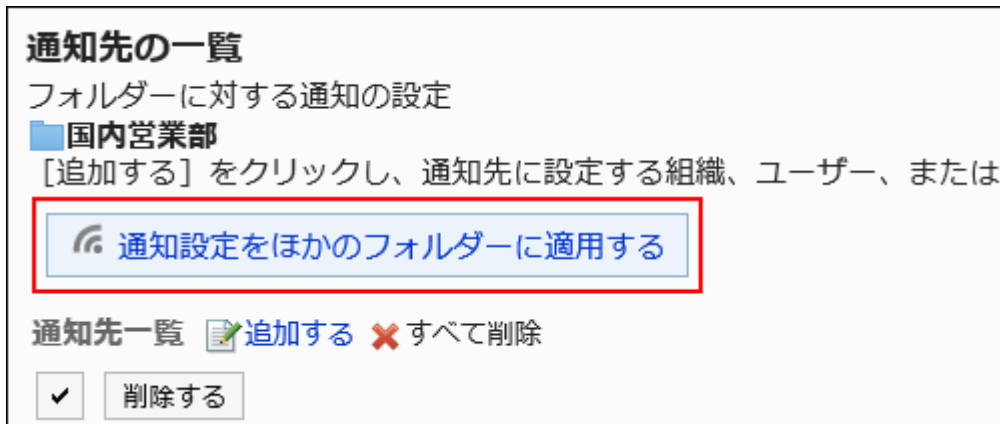 通知先の一覧
フォルダーに対する通知の設定
国内営業部
［追加する］をクリックし、通知先に設定する組織、ユーザー、または
通知設定をほかのフォルダーに適用する
通知先一覧 追加する すべて削除
削除する